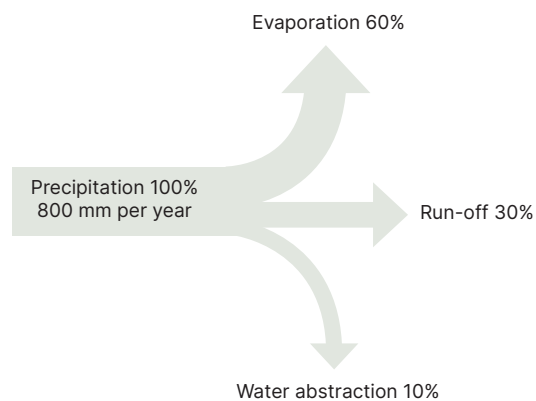 Evaporation 60%
Precipitation 100%
800 mm per year
Run-off 30%
Water abstraction 10%